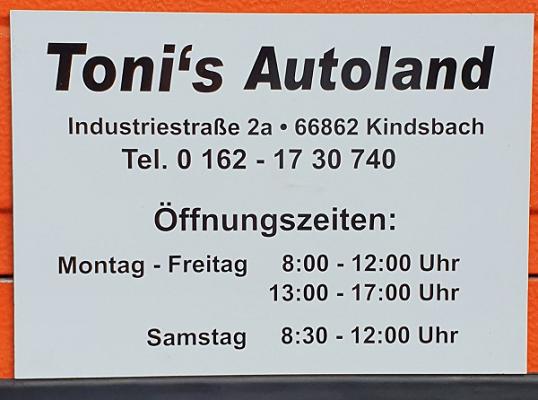 Toni‘s Autoland
Industriestraße 2a • 66862 Kindsbach
Tel. 0 162 - 17 30 740
Öffnungszeiten:
Montag - Freitag 8:00 - 12:00 Uhr
13:00 - 17:00 Uhr
Samstag 8:30 - 12:00 Uhr